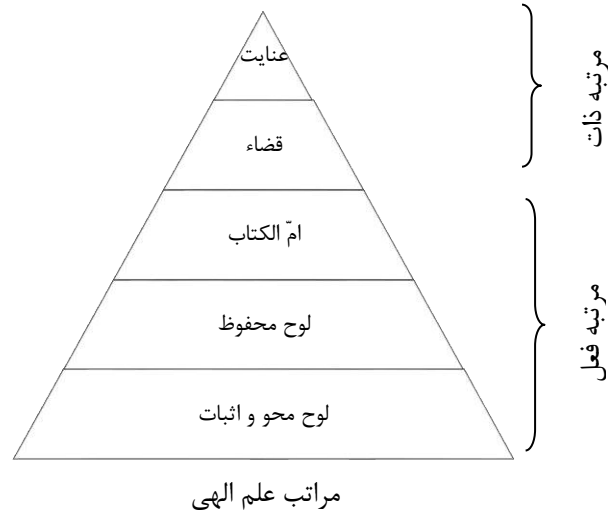 عنایت
قضاء
امّ الکتاب
لوح محفوظ
لوح محو و اثبات
مرتبه ذات
مرتبه فعل
مراتب علم الهی